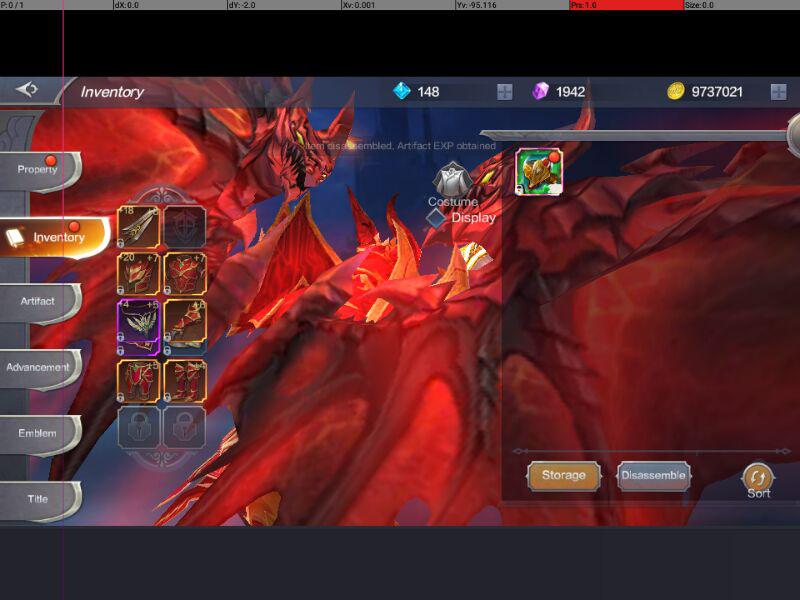 P: 0 / 1 dX: 0.0 dY: -2.0 Xv: 0.001 Yv: -95.116 Prs: 1.0 Size: 0.0
Inventory 148 1942 9737021
Item disassembled, Artifact EXP obtained
Property
Costume
Display
Inventory
Artifact
Advancement
Emblem
Title
Storage Disassemble
Sort